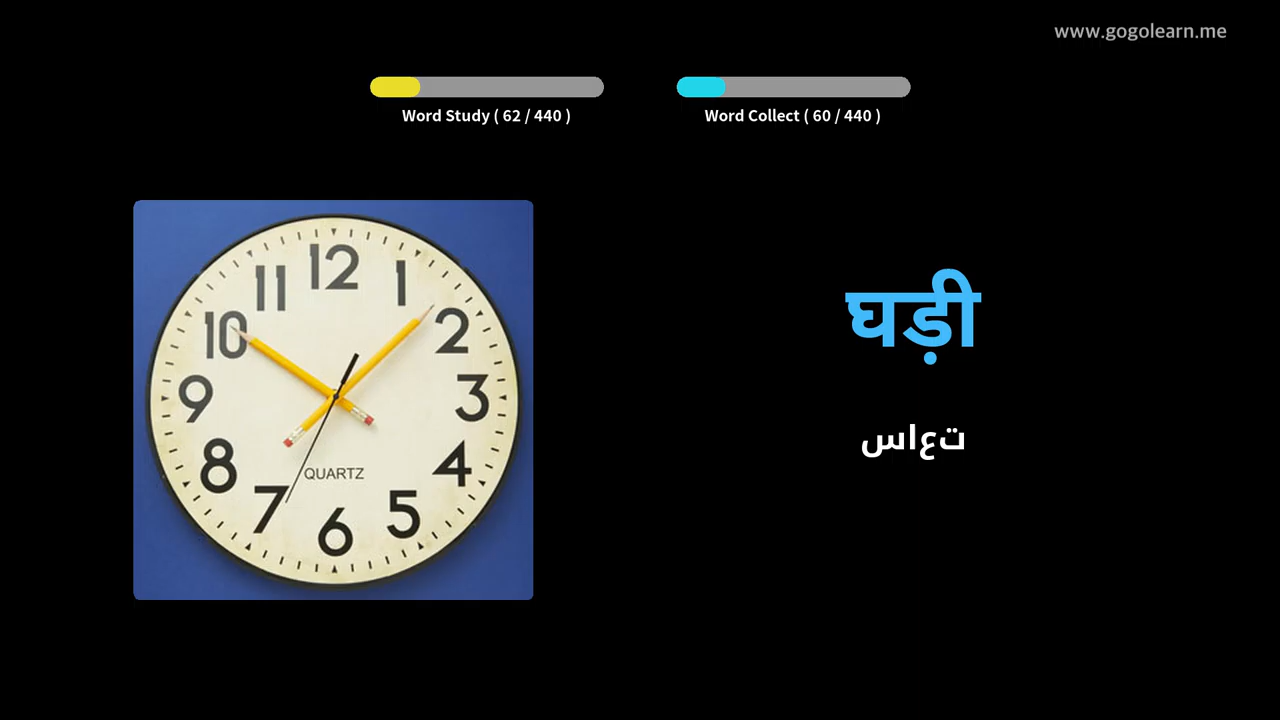 www.gogolearn.me
Word Study ( 62 / 440 )
Word Collect ( 60 / 440 )
12
11
1
10
2
9
3
8
4
QUARTZ
7
5
6
घड़ी
تعاس